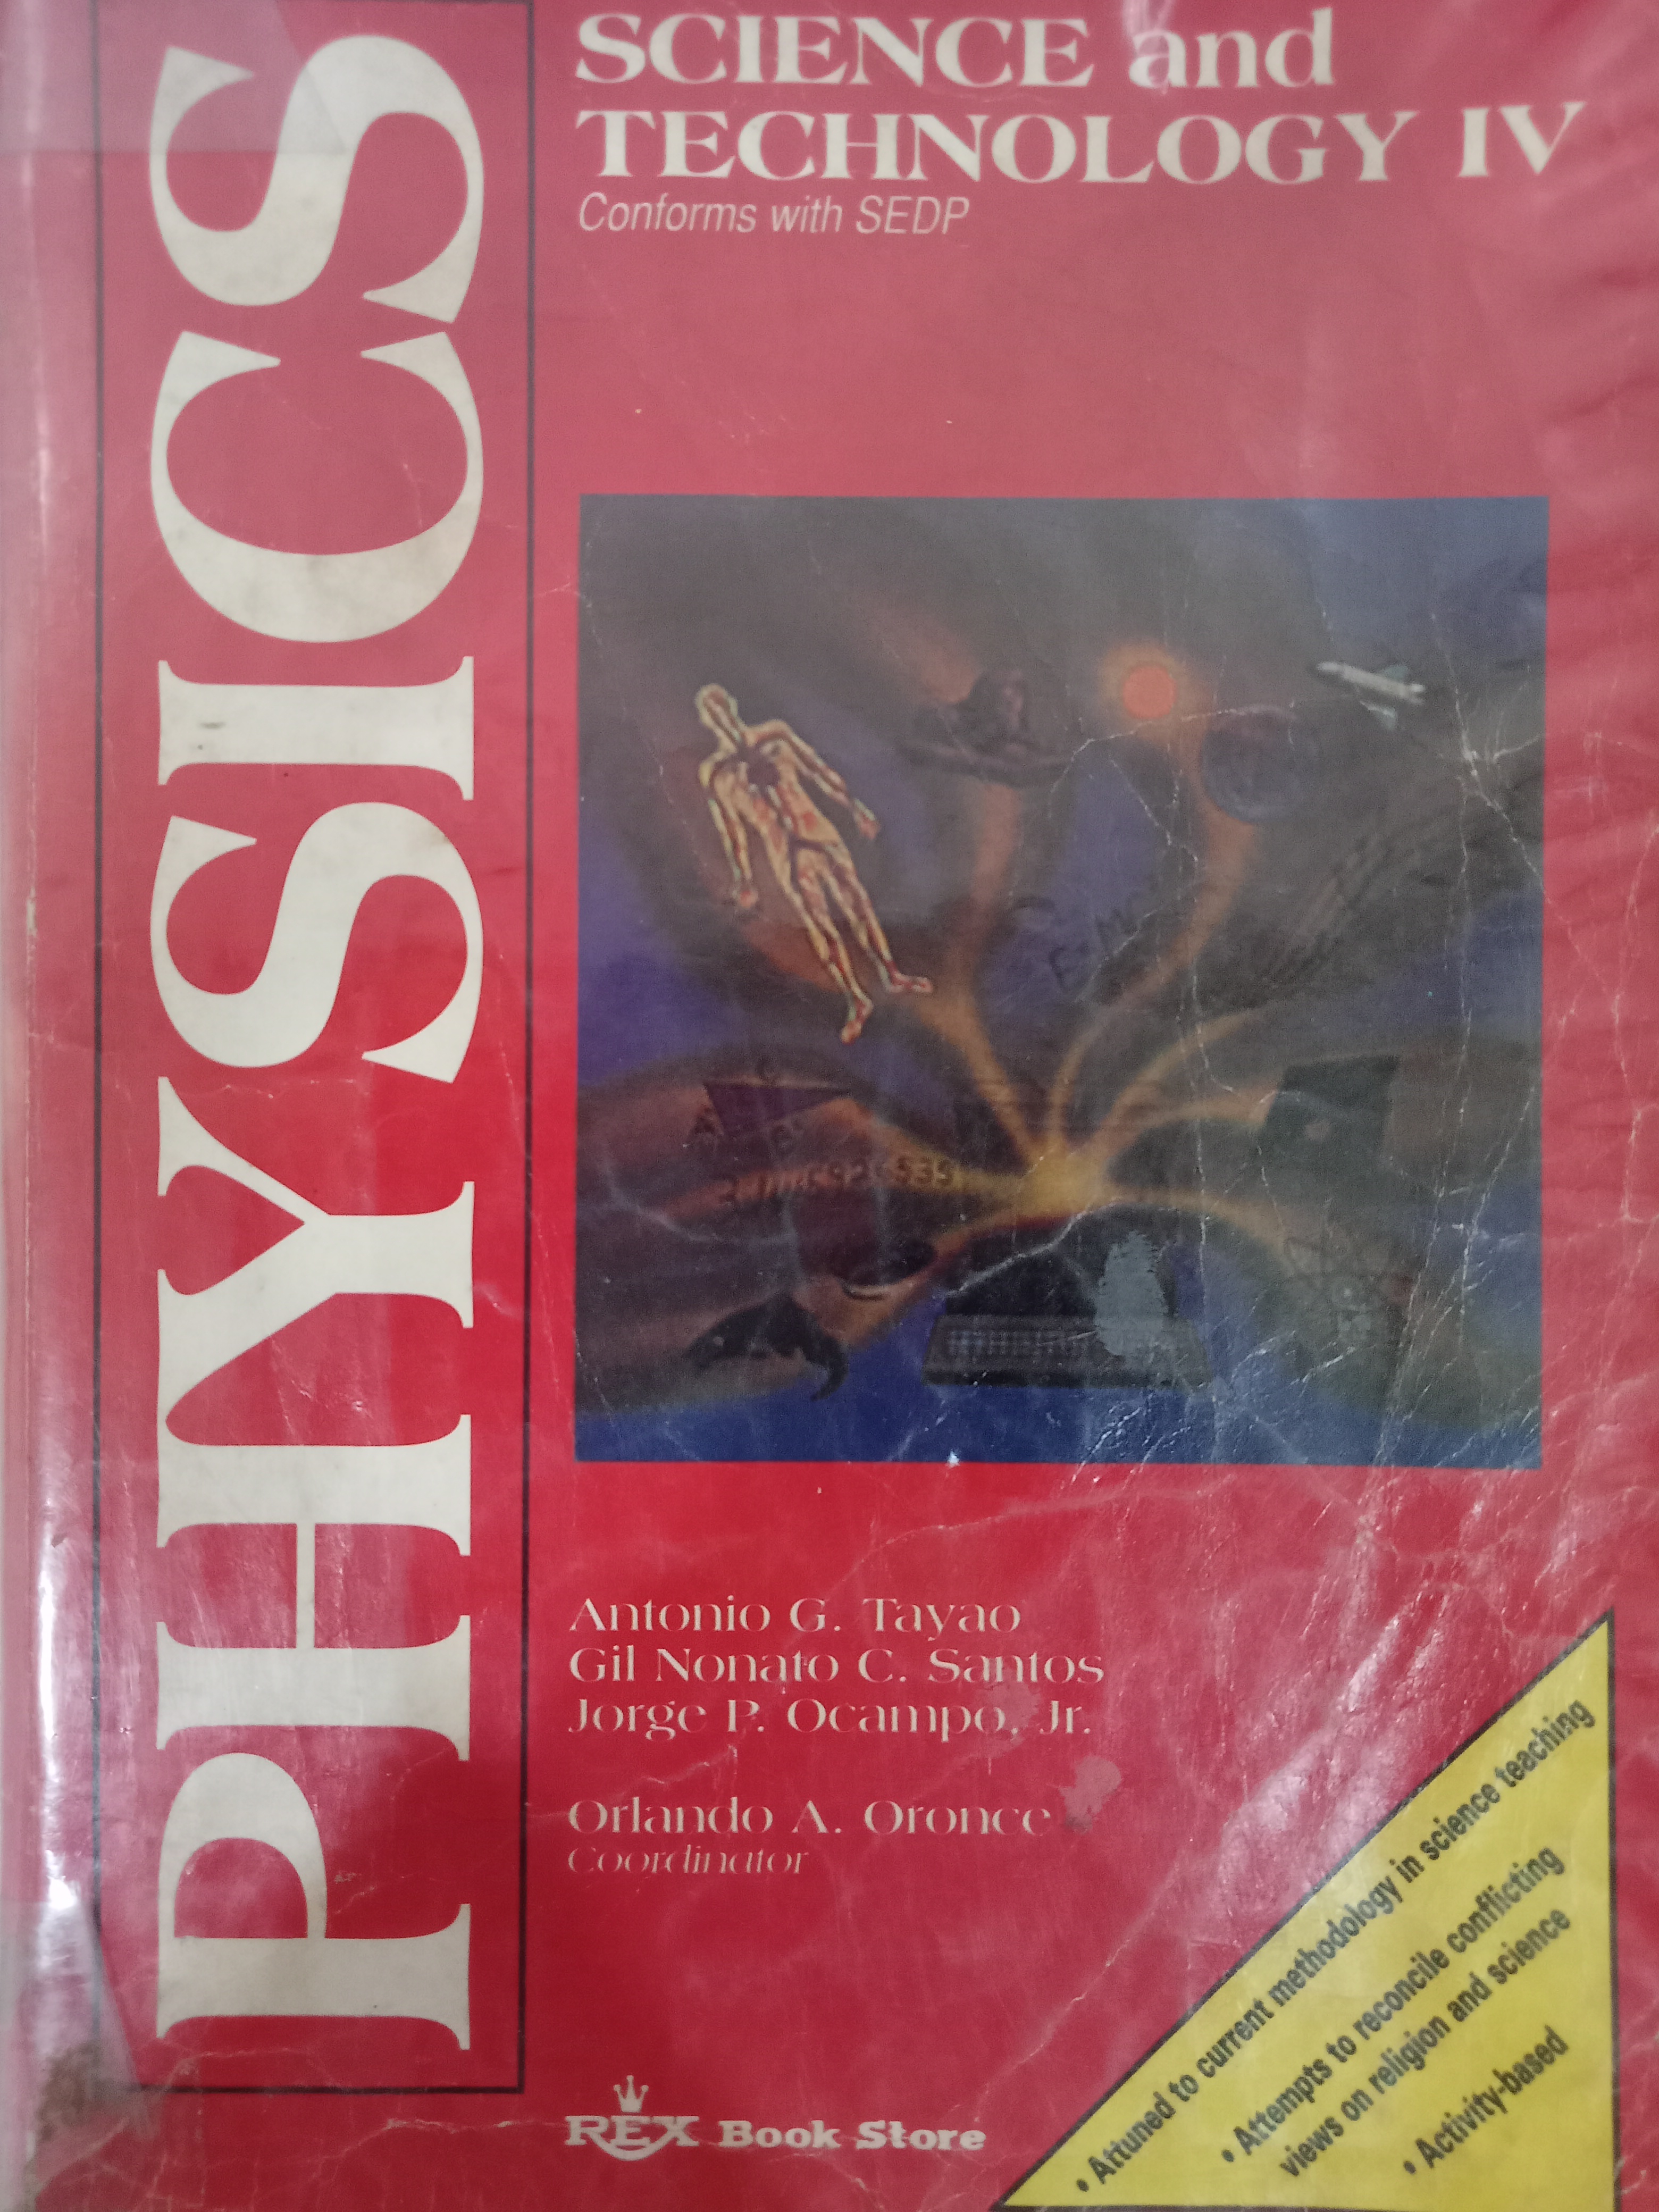 PHYSICS
SCIENCE and
TECHNOLOGY IV
Conforms with SEDP
C
A
Antonio G. Tayao
Gil Nonato C. Santos
Jorge P. Ocampo, Jr.
Orlando A. Oronce
Coordinator
REX Book Store
• Attuned to current methodology in science teaching
• Attempts to reconcile conflicting
views on religion and science
• Activity-based